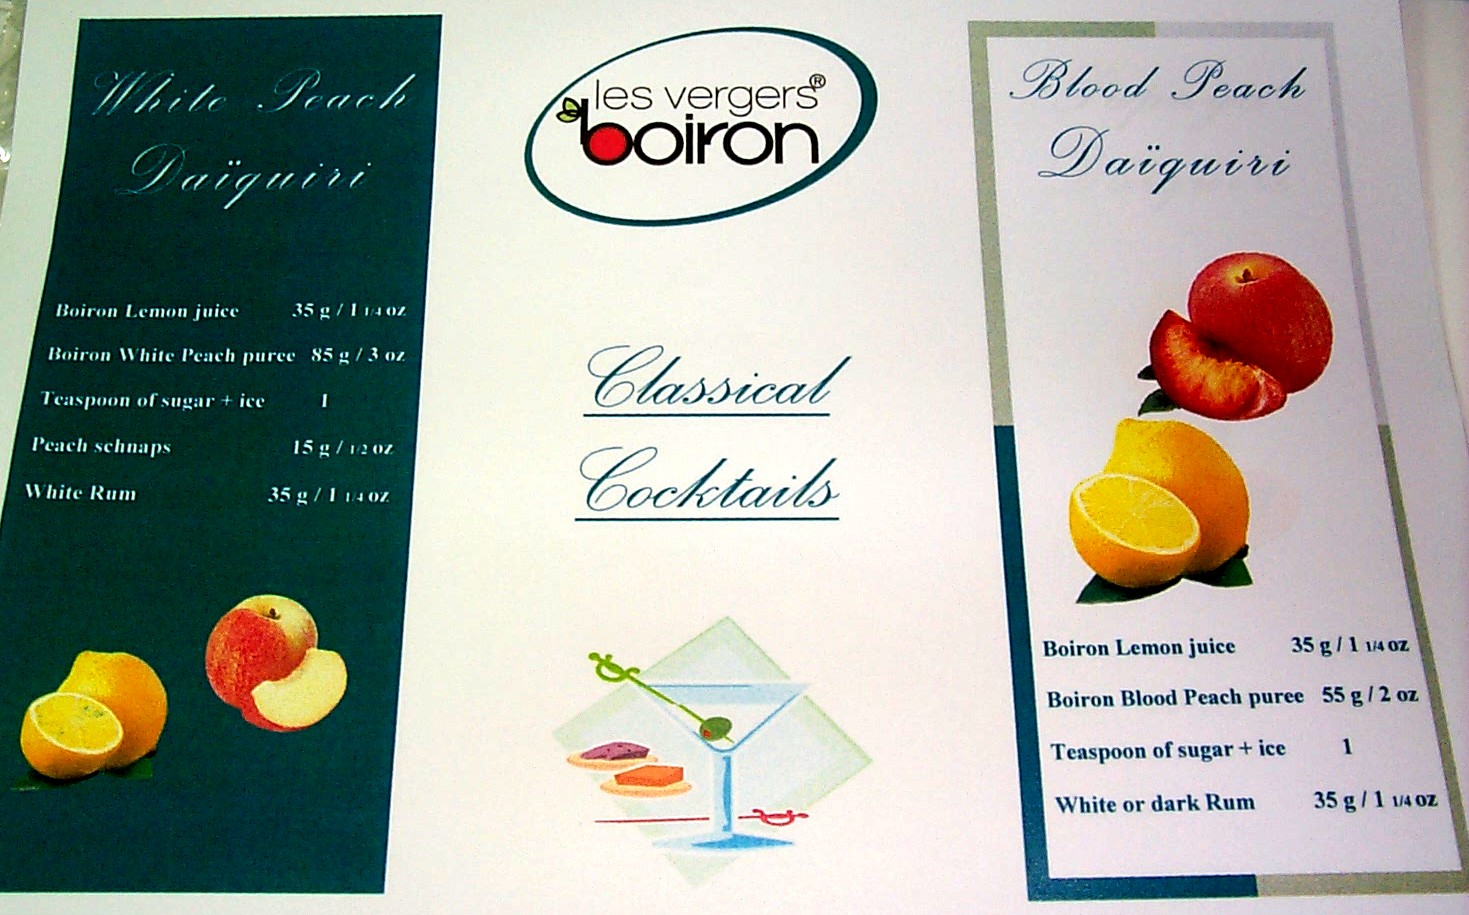 White Peach
Daïquiri
Boiron Lemon juice 35 g / 1 1/4 oz
Boiron White Peach puree 85 g / 3 oz
Teaspoon of sugar + ice 1
Peach schnaps 15 g / 1/2 oz
White Rum 35 g / 1 1/4 oz
les vergers®
boiron
Classical
Cocktails
Blood Peach
Daïquiri
Boiron Lemon juice 35 g / 1 1/4 oz
Boiron Blood Peach puree 55 g / 2 oz
Teaspoon of sugar + ice 1
White or dark Rum 35 g / 1 1/4 oz